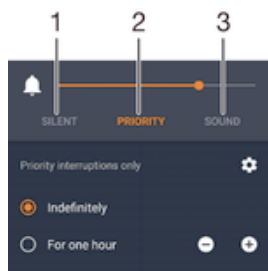 1 2 3
SILENT PRIORITY SOUND
Priority interruptions only
Indefinitely
For one hour